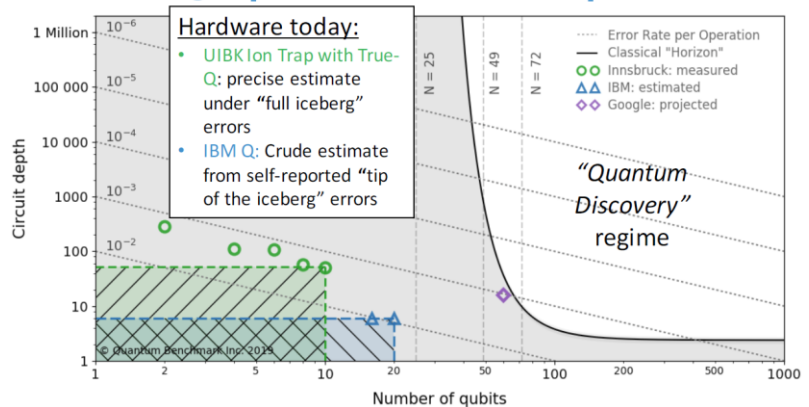 Hardware today:
• UIBK Ion Trap with True-
Q: precise estimate
under “full iceberg”
errors
• IBM Q: Crude estimate
from self-reported “tip
of the iceberg” errors
Error Rate per Operation
Classical "Horizon"
Innsbruck: measured
IBM: estimated
Google: projected
N = 25
N = 49
N = 72
“Quantum
Discovery”
regime
Circuit depth
1 Million
100 000
10 000
1000
100
10
1
10⁻⁶
10⁻⁵
10⁻⁴
10⁻³
10⁻²
© Quantum Benchmark Inc. 2019
1 2 5 10 20 50 100 200 500 1000
Number of qubits